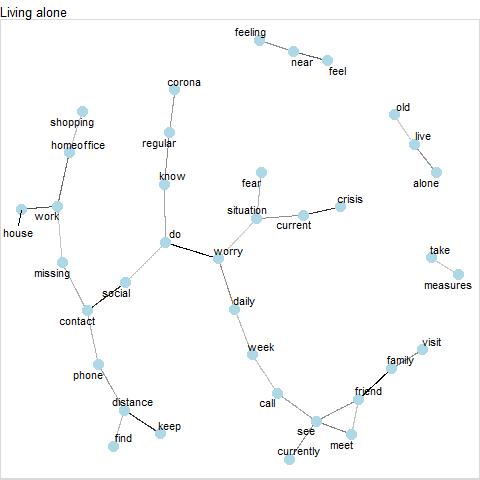 Living alone
feeling
near
feel
corona
shopping
old
regular
live
homeoffice
know
fear
alone
crisis
work
situation
current
house
do
worry
take
missing
measures
social
daily
contact
week
visit
family
phone
friend
distance
call
keep
see
find
meet
currently